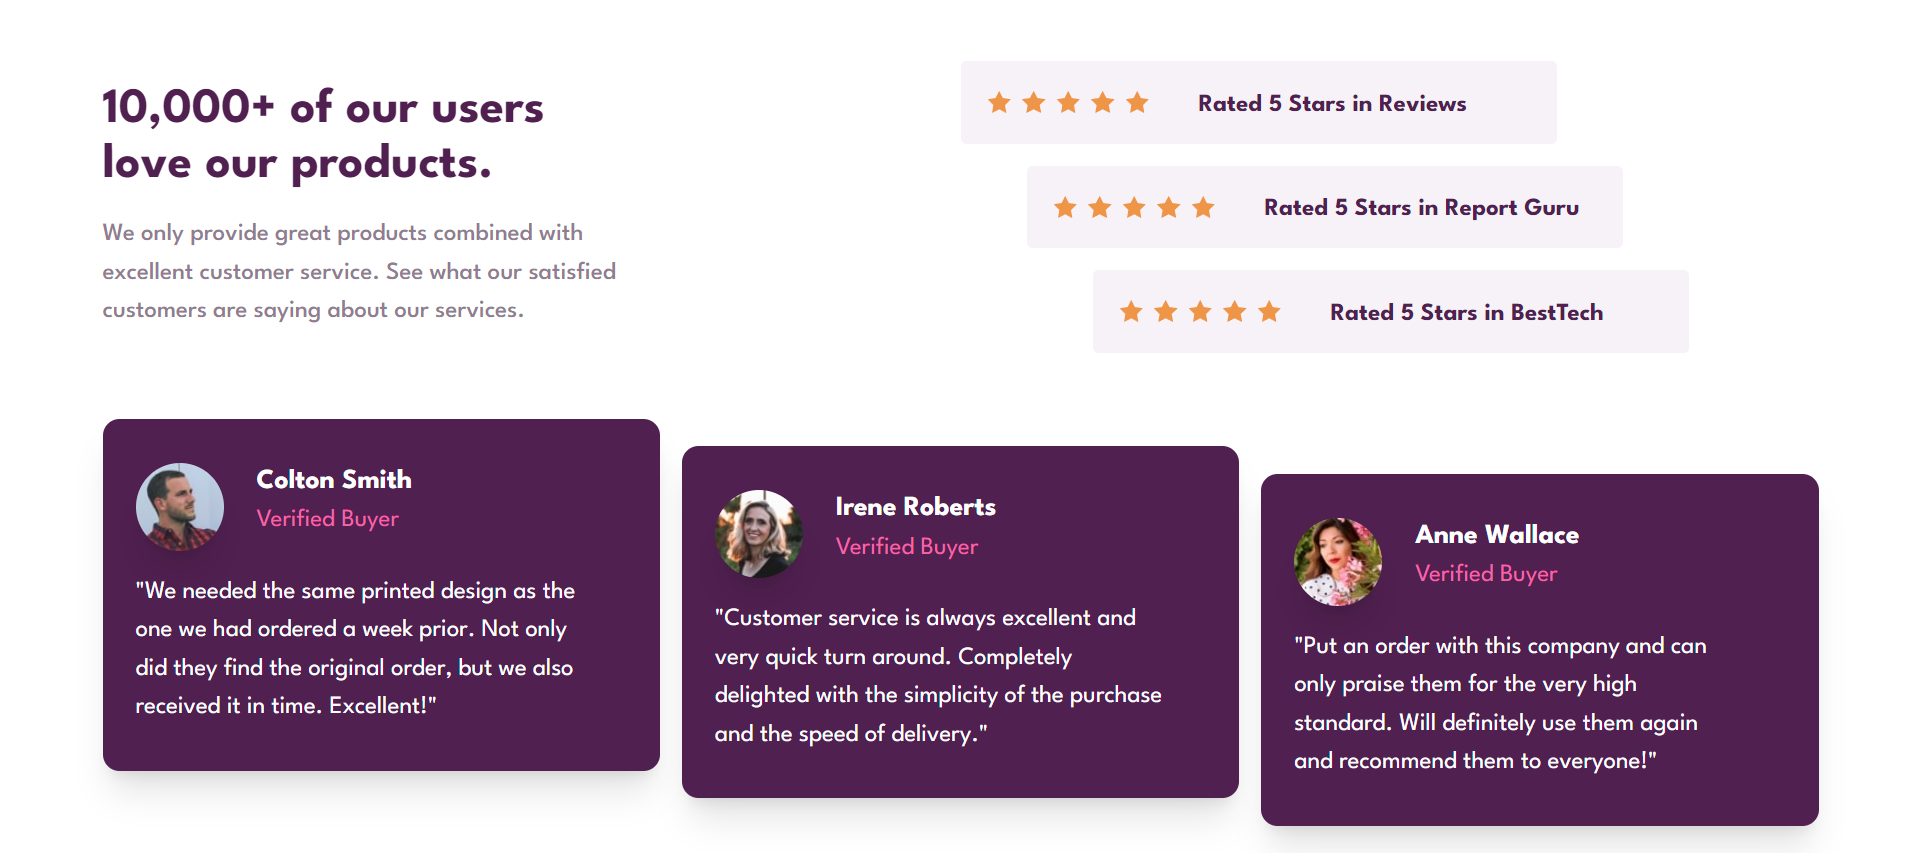 10,000+ of our users
love our products.
We only provide great products combined with
excellent customer service. See what our satisfied
customers are saying about our services.
Rated 5 Stars in Reviews
Rated 5 Stars in Report Guru
Rated 5 Stars in BestTech
Colton Smith
Verified Buyer
"We needed the same printed design as the
one we had ordered a week prior. Not only
did they find the original order, but we also
received it in time. Excellent!"
Irene Roberts
Verified Buyer
"Customer service is always excellent and
very quick turn around. Completely
delighted with the simplicity of the purchase
and the speed of delivery."
Anne Wallace
Verified Buyer
"Put an order with this company and can
only praise them for the very high
standard. Will definitely use them again
and recommend them to everyone!"